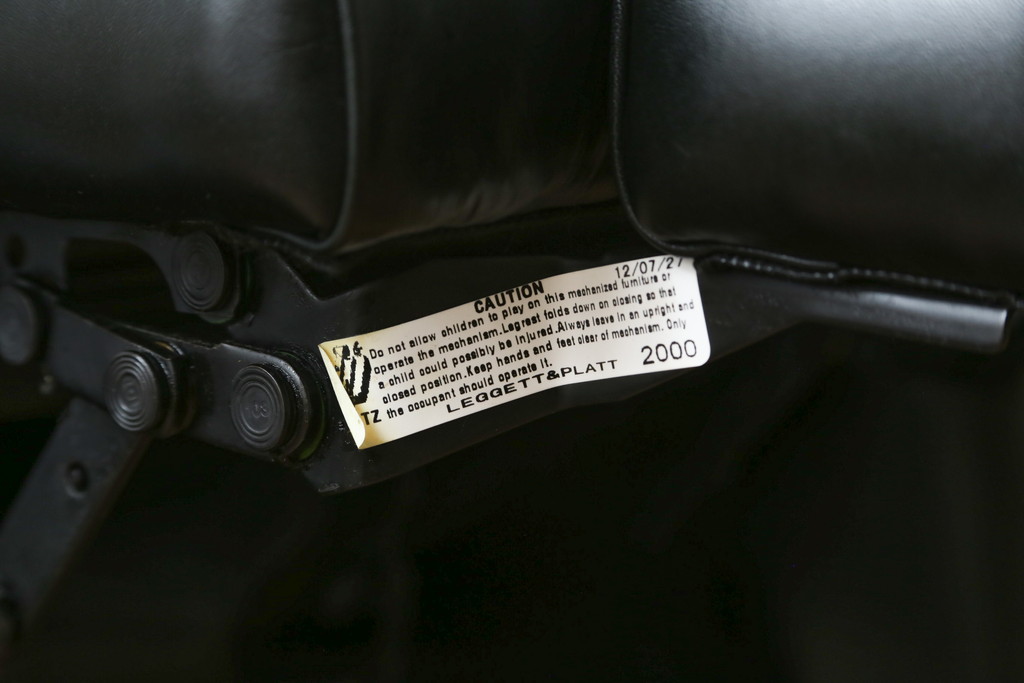 12/07/27
CAUTION
Do not allow children to play on this mechanized furniture or
operate the mechanism.Legrest folds down on closing so that
a child could possibly be injured.Always leave in an upright and
closed position.Keep hands and feet clear of mechanism. Only
TZ the occupant should operate it.
LEGGETT&PLATT 2000
103